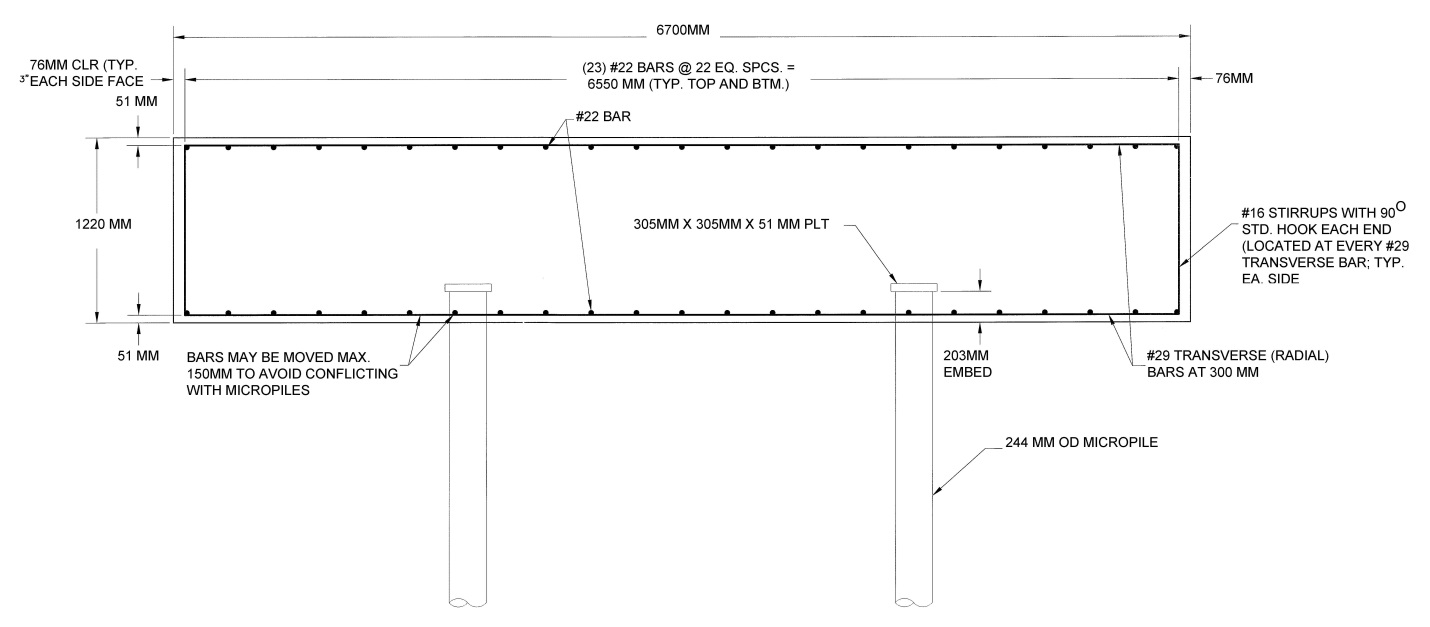 6700MM
76MM CLR (TYP.
3"EACH SIDE FACE
(23) #22 BARS @ 22 EQ. SPCS. =
6550 MM (TYP. TOP AND BTM.)
76MM
51 MM
#22 BAR
1220 MM
305MM X 305MM X 51 MM PLT
#16 STIRRUPS WITH 90O
STD. HOOK EACH END
(LOCATED AT EVERY #29
TRANSVERSE BAR; TYP.
EA. SIDE
51 MM
BARS MAY BE MOVED MAX.
150MM TO AVOID CONFLICTING
WITH MICROPILES
203MM
EMBED
#29 TRANSVERSE (RADIAL)
BARS AT 300 MM
244 MM OD MICROPILE